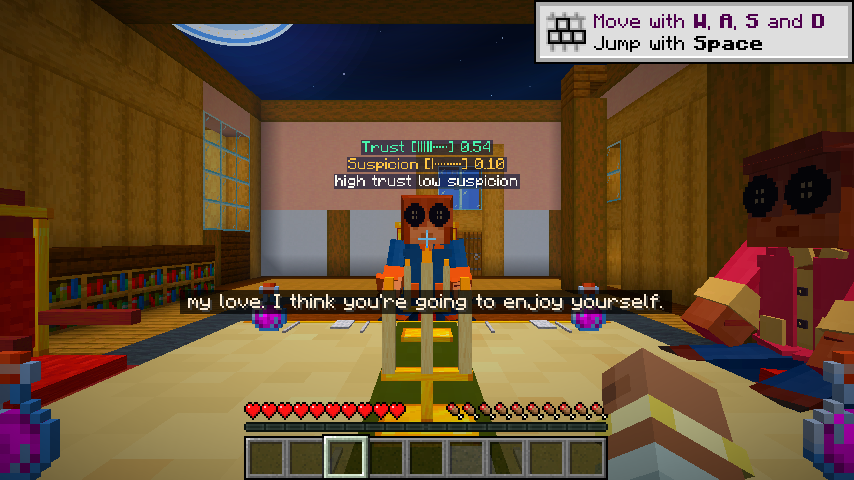 Move with W, A, S and D
Jump with Space
Trust [||||||·····] 0.54
Suspicion [|·········] 0.10
high trust low suspicion
my love. I think you're going to enjoy yourself.